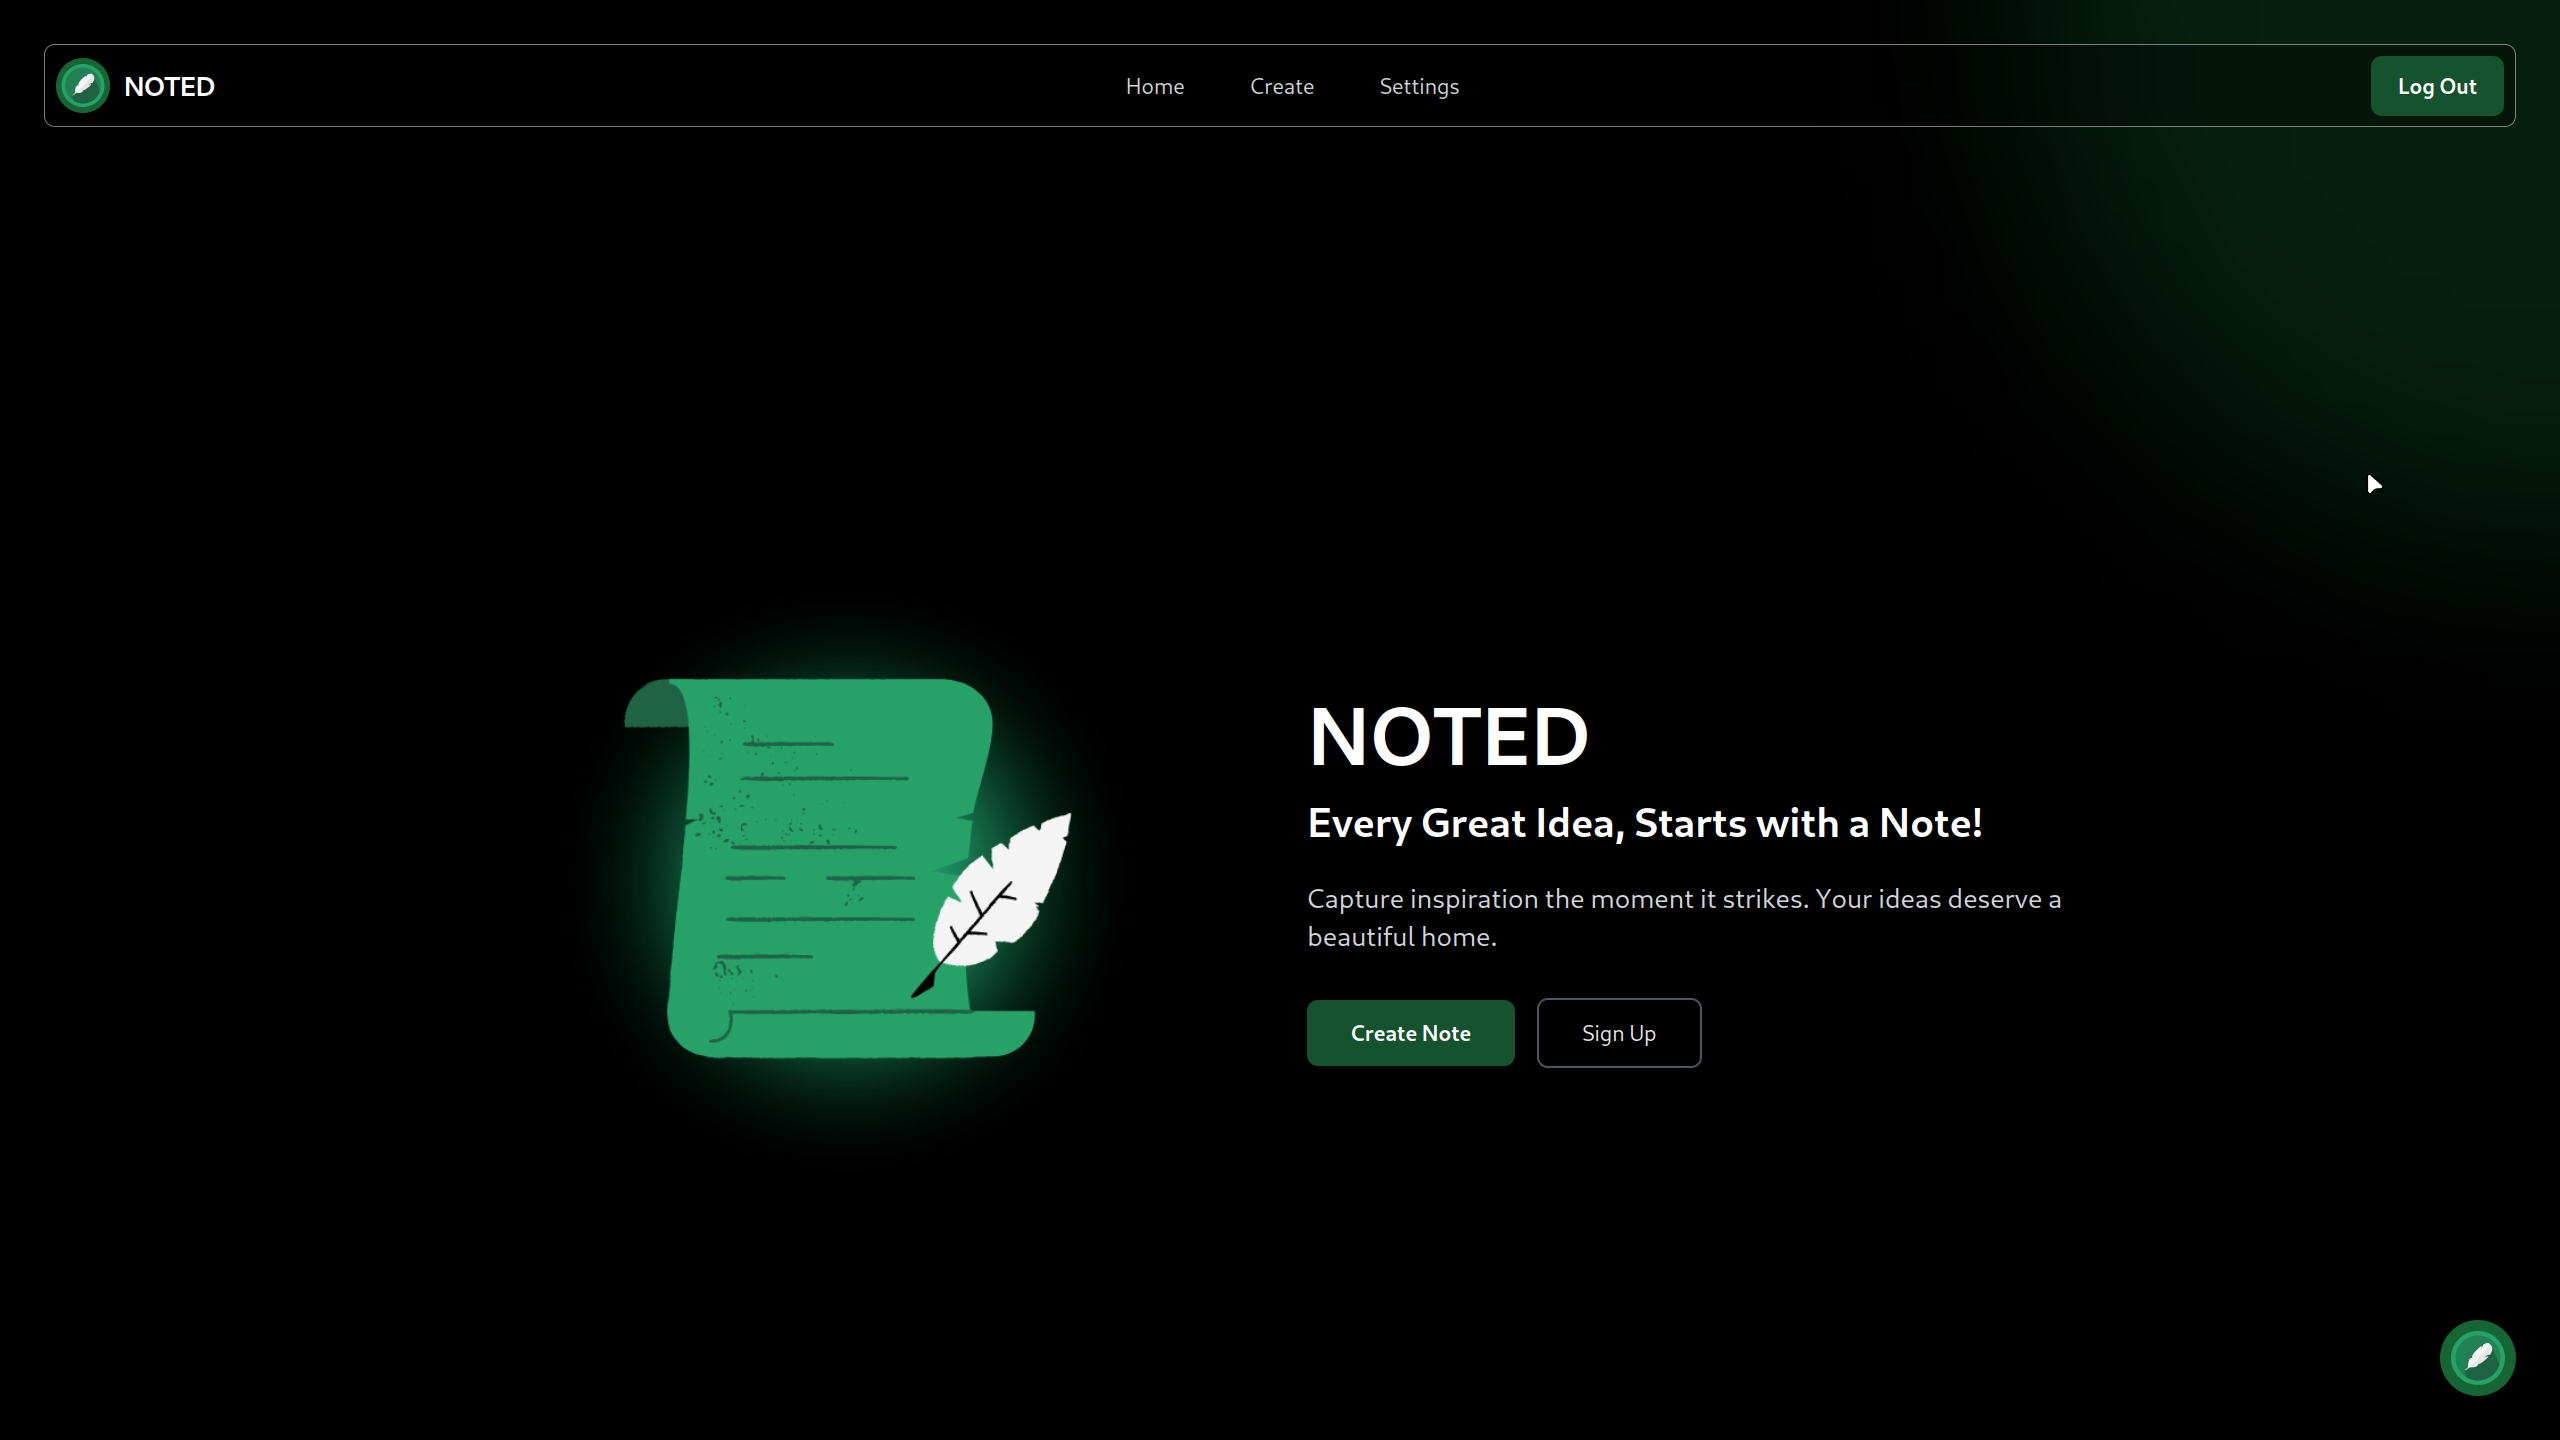 NOTED
Home
Create
Settings
Log Out
NOTED
Every Great Idea, Starts with a Note!
Capture inspiration the moment it strikes. Your ideas deserve a
beautiful home.
Create Note
Sign Up